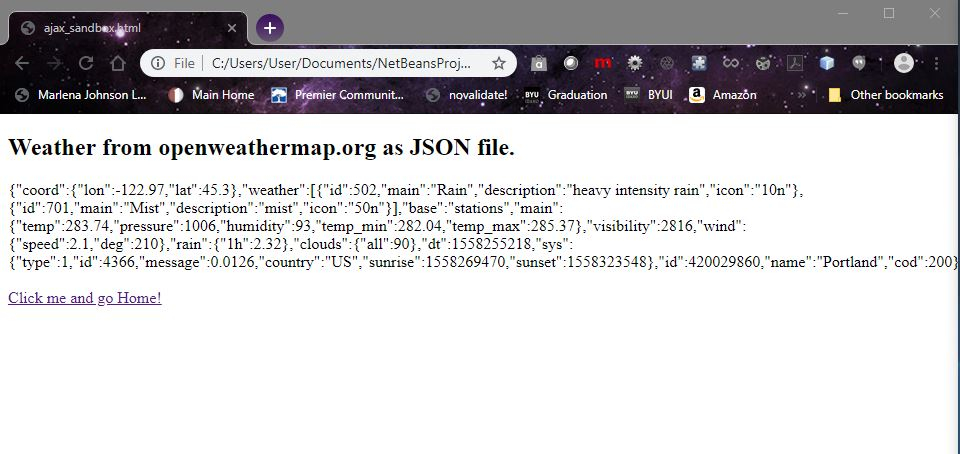 ajax_sandbox.html
File C:/Users/User/Documents/NetBeansProj...
Marlena Johnson L... Main Home Premier Communit... novalidate! BYU Graduation BYU BYUI Amazon » Other bookmarks
Weather from openweathermap.org as JSON file.
{"coord":{"lon":-122.97,"lat":45.3},"weather":[{"id":502,"main":"Rain","description":"heavy intensity rain","icon":"10n"},
{"id":701,"main":"Mist","description":"mist","icon":"50n"}],"base":"stations","main":
{"temp":283.74,"pressure":1006,"humidity":93,"temp_min":282.04,"temp_max":285.37},"visibility":2816,"wind":
{"speed":2.1,"deg":210},"rain":{"1h":2.32},"clouds":{"all":90},"dt":1558255218,"sys":
{"type":1,"id":4366,"message":0.0126,"country":"US","sunrise":1558269470,"sunset":1558323548},"id":420029860,"name":"Portland","cod":200}
Click me and go Home!